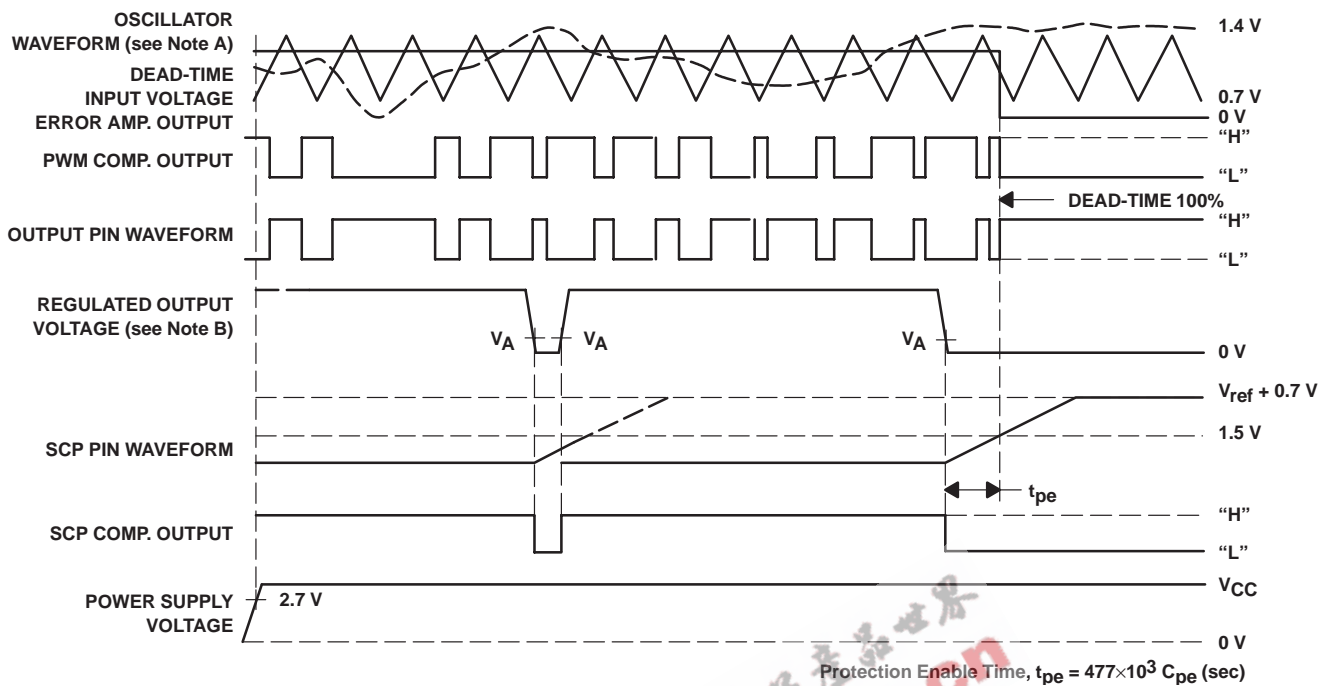 OSCILLATOR
WAVEFORM (see Note A)
1.4 V
DEAD-TIME
INPUT VOLTAGE
0.7 V
0 V
ERROR AMP. OUTPUT
“H”
PWM COMP. OUTPUT
“L”
DEAD-TIME 100%
“H”
OUTPUT PIN WAVEFORM
“L”
REGULATED OUTPUT
VOLTAGE (see Note B)
VA VA VA
0 V
Vref + 0.7 V
1.5 V
SCP PIN WAVEFORM
tpe
“H”
SCP COMP. OUTPUT
“L”
VCC
POWER SUPPLY
VOLTAGE
2.7 V
0 V
Protection Enable Time, tpe = 477×10³ Cpe (sec)